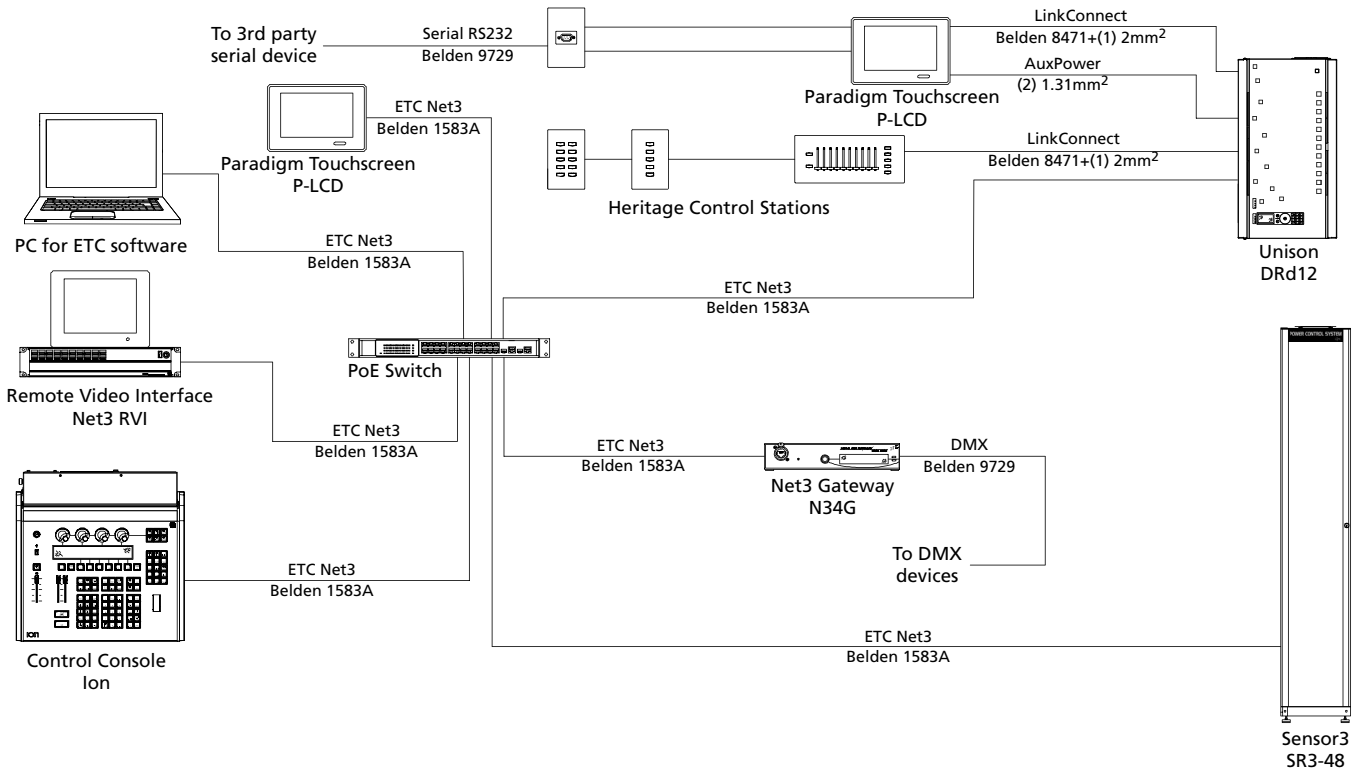 To 3rd party
serial device
Serial RS232
Belden 9729
LinkConnect
Belden 8471+(1) 2mm²
AuxPower
(2) 1.31mm²
Paradigm Touchscreen
P-LCD
ETC Net3
Belden 1583A
Paradigm Touchscreen
P-LCD
LinkConnect
Belden 8471+(1) 2mm²
Heritage Control Stations
PC for ETC software
ETC Net3
Belden 1583A
Unison
DRd12
ETC Net3
Belden 1583A
POWER CONTROL SYSTEM
PoE Switch
Remote Video Interface
Net3 RVI
ETC Net3
Belden 1583A
ETC Net3
Belden 1583A
DMX
Belden 9729
Net3 Gateway
N34G
To DMX
devices
ETC Net3
Belden 1583A
ion
Control Console
Ion
ETC Net3
Belden 1583A
Sensor3
SR3-48